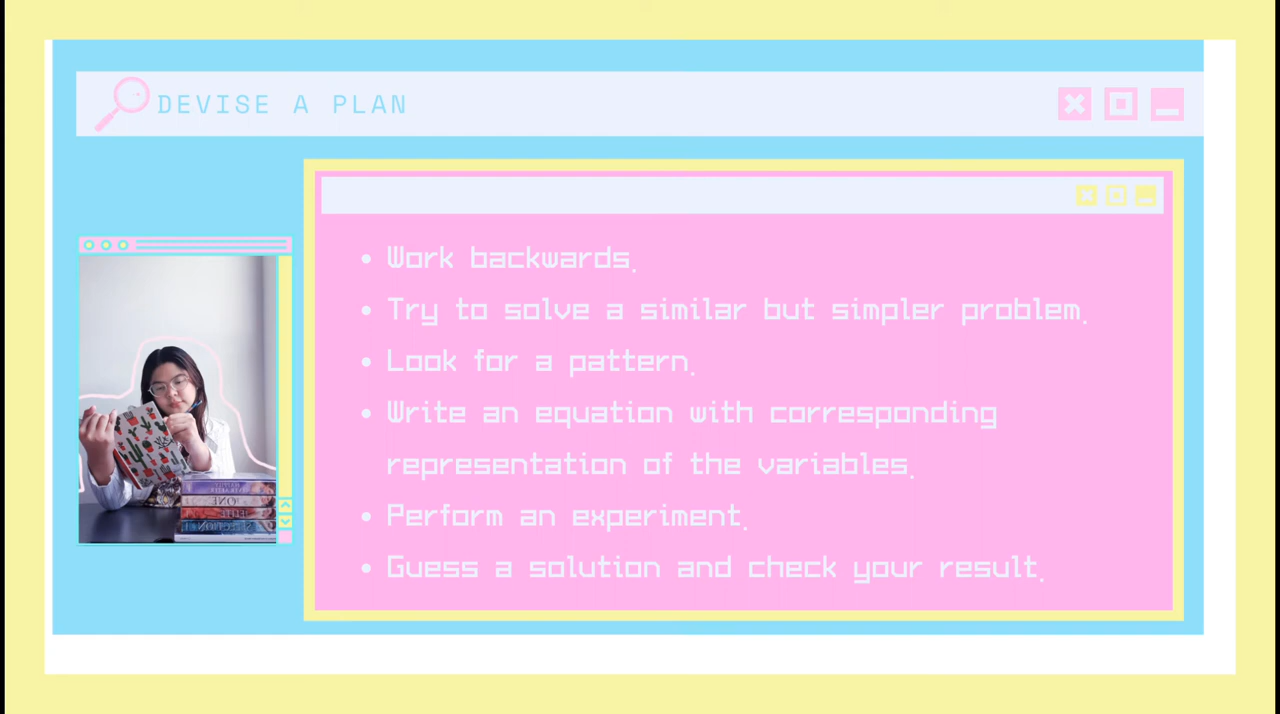 DEVISE A PLAN
• Work backwards.
• Try to solve a similar but simpler problem.
• Look for a pattern.
• Write an equation with corresponding
representation of the variables.
• Perform an experiment.
• Guess a solution and check your result.